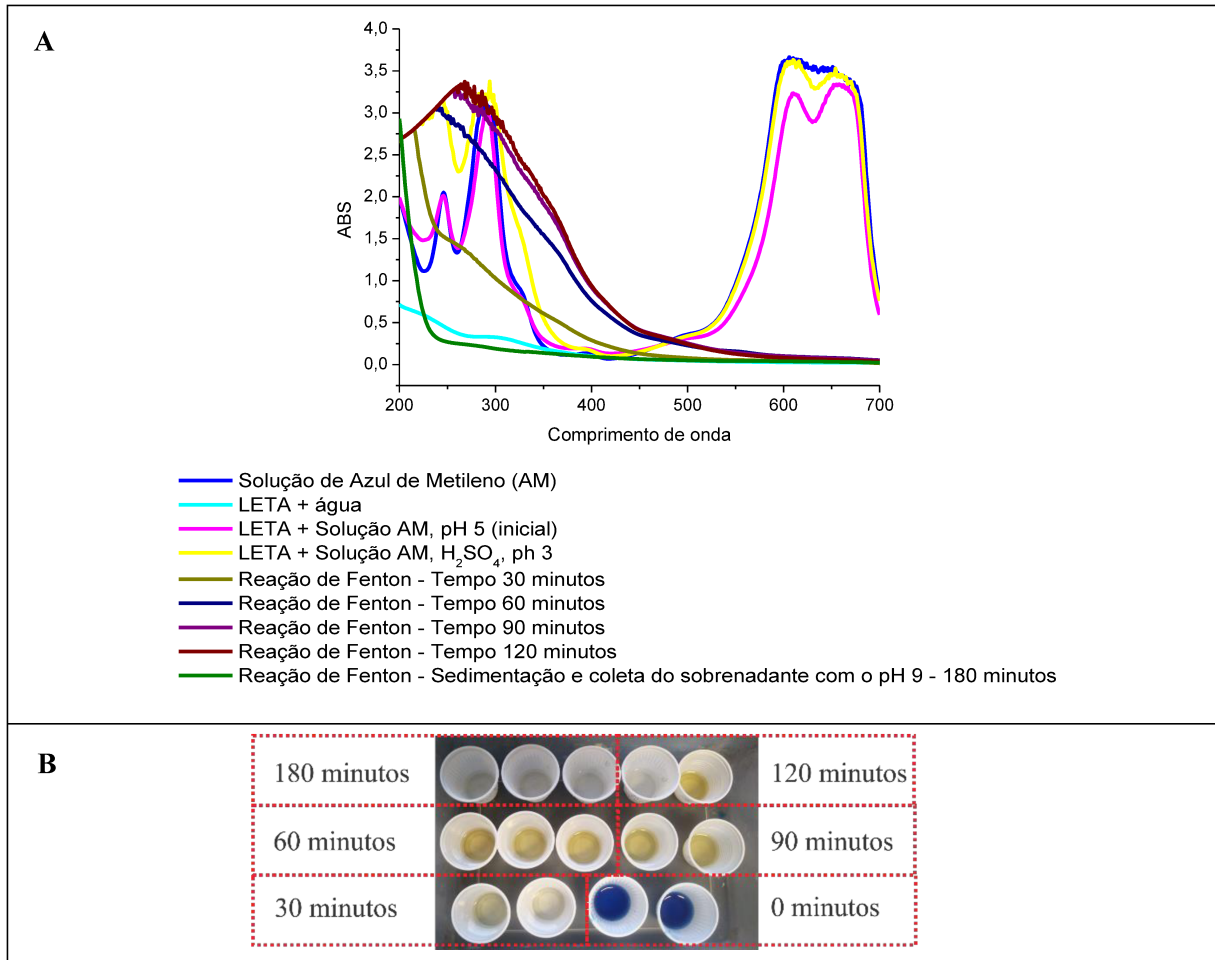 A
4,0
3,5
3,0
2,5
2,0
1,5
1,0
0,5
0,0
ABS
200 300 400 500 600 700
Comprimento de onda
Solução de Azul de Metileno (AM)
LETA + água
LETA + Solução AM, pH 5 (inicial)
LETA + Solução AM, H₂SO₄, ph 3
Reação de Fenton - Tempo 30 minutos
Reação de Fenton - Tempo 60 minutos
Reação de Fenton - Tempo 90 minutos
Reação de Fenton - Tempo 120 minutos
Reação de Fenton - Sedimentação e coleta do sobrenadante com o pH 9 - 180 minutos
B
180 minutos 120 minutos
60 minutos 90 minutos
30 minutos 0 minutos